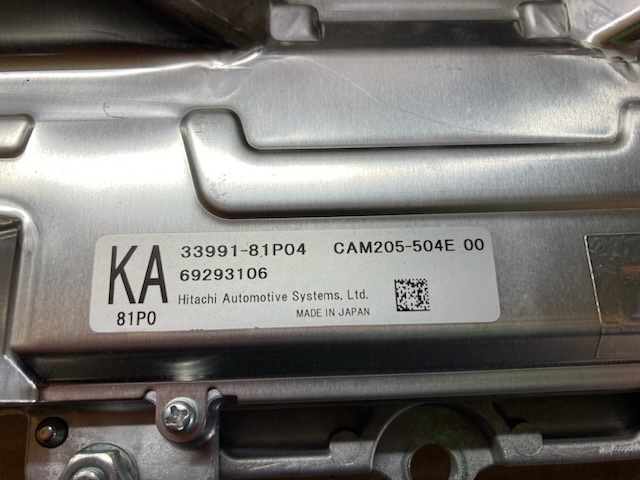 KA 33991-81P04 CAM205-504E 00
69293106
81P0 Hitachi Automotive Systems, Ltd.
MADE IN JAPAN